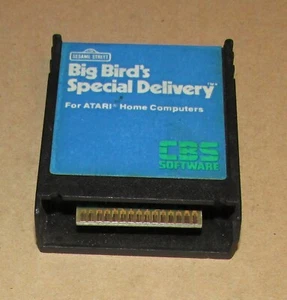 SESAME STREET
Big Bird's
Special Delivery™
For ATARI® Home Computers
CBS
SOFTWARE